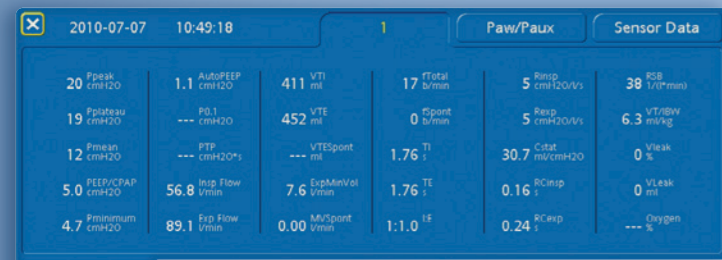 2010-07-07 10:49:18 1 Paw/Paux Sensor Data
20 Ppeak cmH2O 1.1 AutoPEEP cmH2O 411 VTI ml 17 fTotal b/min 5 Rinsp cmH2O/l/s 38 RSB 1/(l*min)
19 Pplateau cmH2O --- P0.1 cmH2O 452 VTE ml 0 fSpont b/min 5 Rexp cmH2O/l/s 6.3 VT/IBW ml/kg
12 Pmean cmH2O --- PTP cmH2O*s --- VTESpont ml 1.76 TI s 30.7 Cstat ml/cmH2O 0 Vleak %
5.0 PEEP/CPAP cmH2O 56.8 Insp Flow l/min 7.6 ExpMinVol l/min 1.76 TE s 0.16 RCinsp s 0 VLeak ml
4.7 Pminimum cmH2O 89.1 Exp Flow l/min 0.00 MVSpont l/min 1:1.0 I:E 0.24 RCexp s --- Oxygen %